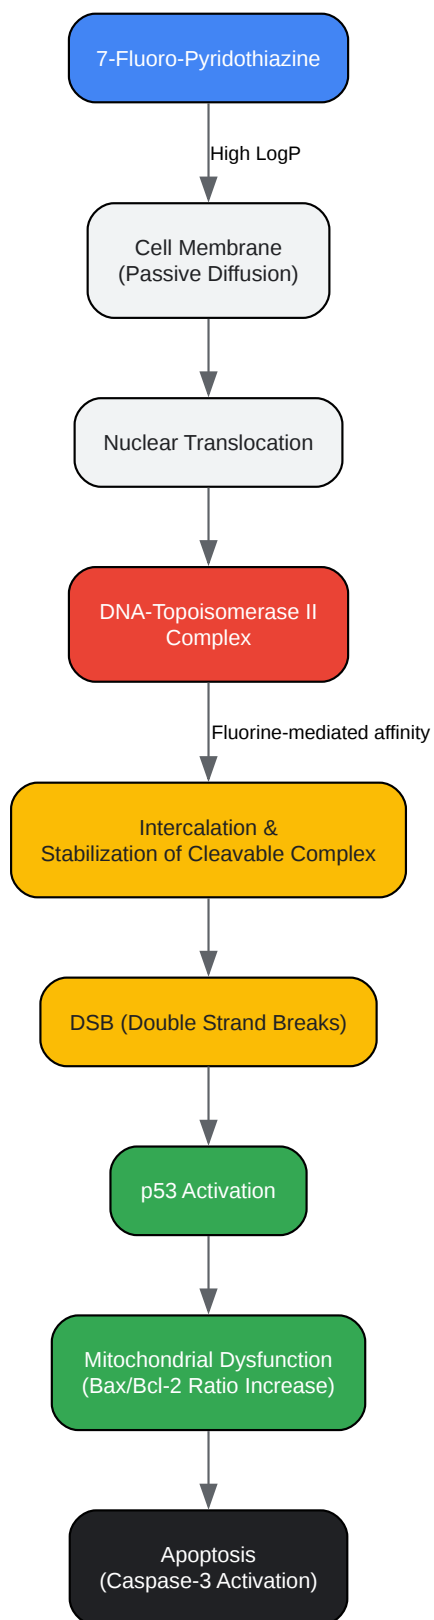 7-Fluoro-Pyridothiazine
High LogP
Cell Membrane
(Passive Diffusion)
Nuclear Translocation
DNA-Topoisomerase II
Complex
Fluorine-mediated affinity
Intercalation &
Stabilization of Cleavable Complex
DSB (Double Strand Breaks)
p53 Activation
Mitochondrial Dysfunction
(Bax/Bcl-2 Ratio Increase)
Apoptosis
(Caspase-3 Activation)